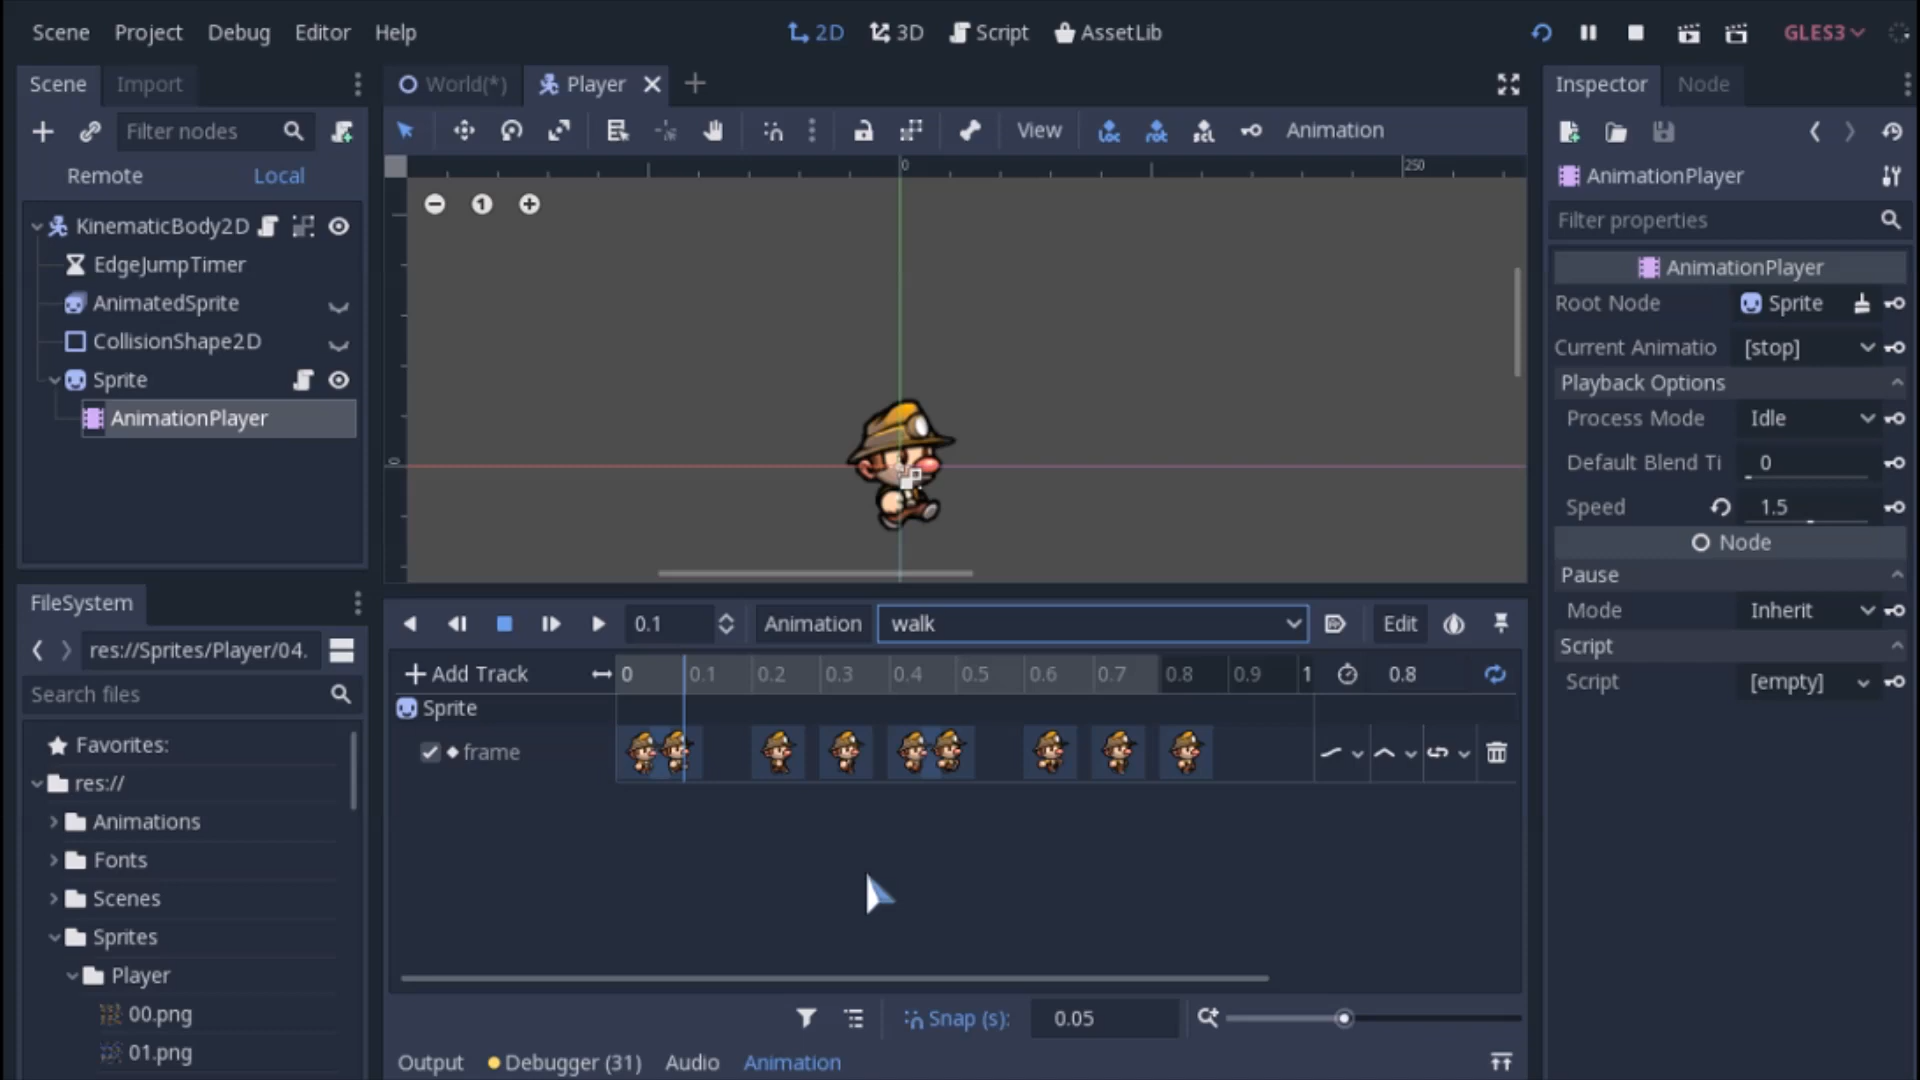 Scene Project Debug Editor Help
2D 3D Script AssetLib
GLES3
Scene Import
World(*) Player
Inspector Node
Filter nodes
View Animation
Remote Local
0 250
AnimationPlayer
Filter properties
1
KinematicBody2D
EdgeJumpTimer
AnimatedSprite
CollisionShape2D
Sprite
AnimationPlayer
0
AnimationPlayer
Root Node Sprite
Current Animatio [stop]
Playback Options
Process Mode Idle
Default Blend Ti 0
Speed 1.5
Node
Pause
Mode Inherit
Script
Script [empty]
FileSystem
res://Sprites/Player/04.
Search files
Favorites:
res://
Animations
Fonts
Scenes
Sprites
Player
00.png
01.png
0.1 Animation walk Edit
Add Track 0 0.1 0.2 0.3 0.4 0.5 0.6 0.7 0.8 0.9 1 0.8
Sprite
frame
Snap (s): 0.05
Output Debugger (31) Audio Animation